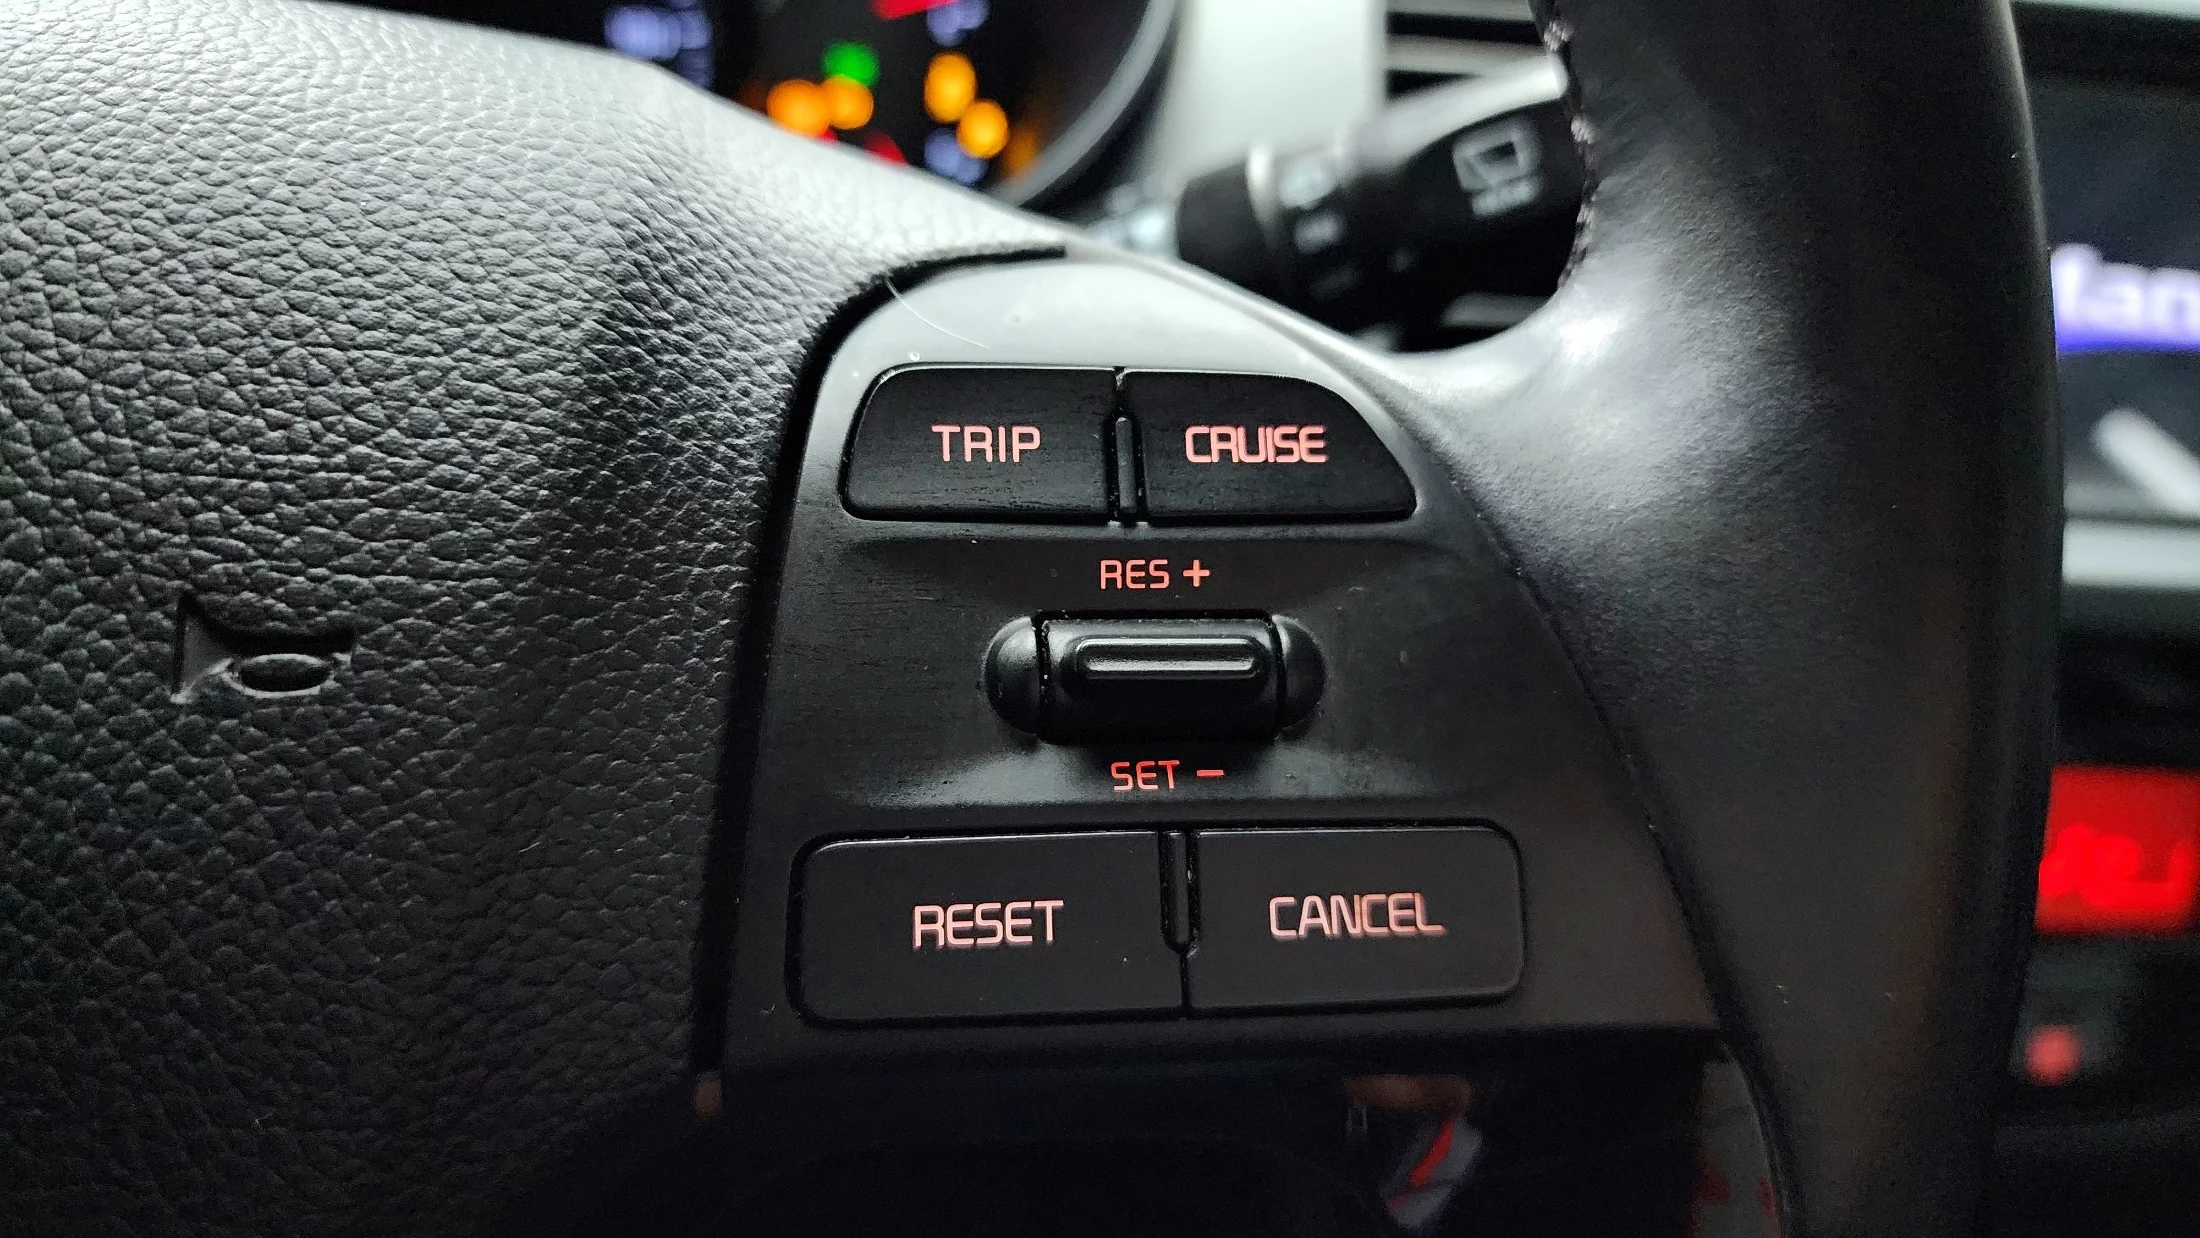 TRIP CRUISE
RES +
SET −
RESET CANCEL